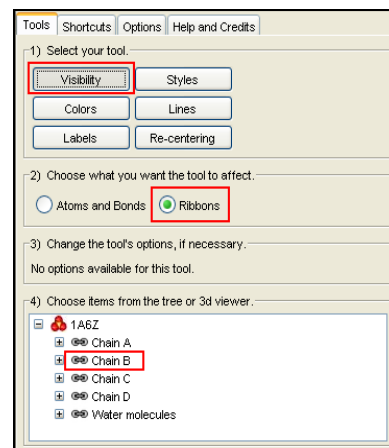 Tools Shortcuts Options Help and Credits
1) Select your tool.
Visibility Styles
Colors Lines
Labels Re-centering
2) Choose what you want the tool to affect.
Atoms and Bonds Ribbons
3) Change the tool's options, if necessary.
No options available for this tool.
4) Choose items from the tree or 3d viewer.
1A6Z
Chain A
Chain B
Chain C
Chain D
Water molecules